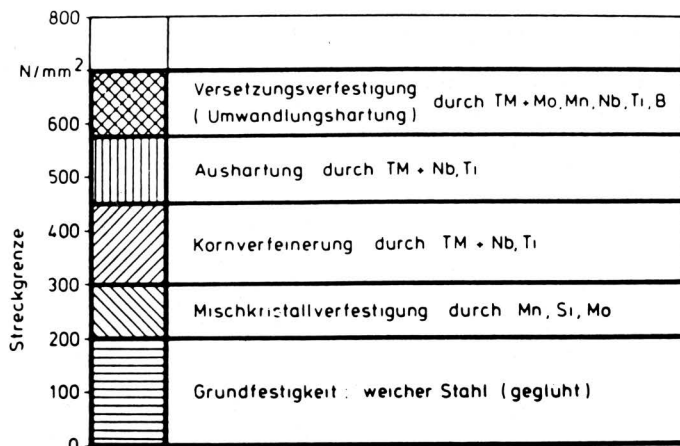 800
N/mm²
Versetzungsverfestigung
(Umwandlungshartung) durch TM + Mo, Mn, Nb, Ti, B
600
500
Aushartung durch TM + Nb, Ti
400
Kornverfeinerung durch TM + Nb, Ti
300
Mischkristallverfestigung durch Mn, Si, Mo
200
100
Grundfestigkeit : weicher Stahl (geglüht)
0
Streckgrenze